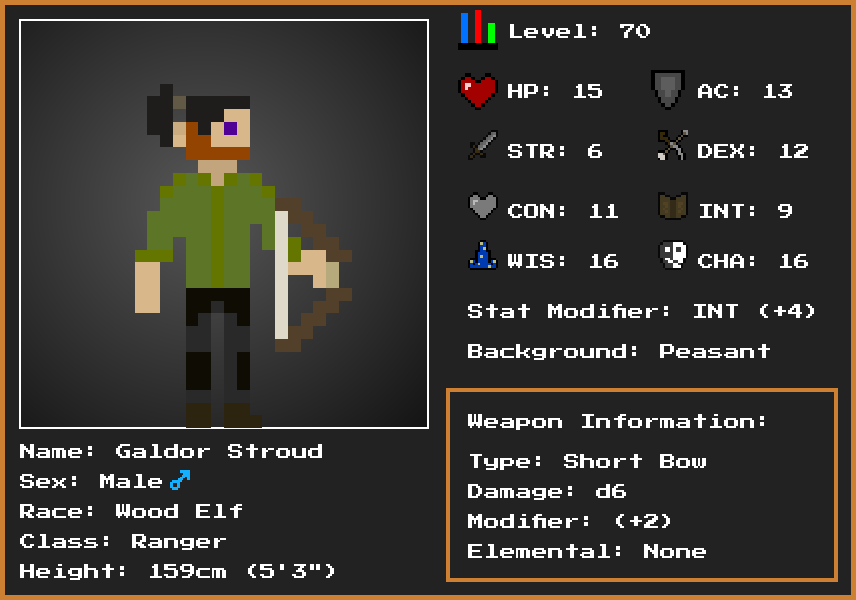 Level: 70
HP: 15 AC: 13
STR: 6 DEX: 12
CON: 11 INT: 9
WIS: 16 CHA: 16
Stat Modifier: INT (+4)
Background: Peasant
Weapon Information:
Type: Short Bow
Damage: d6
Modifier: (+2)
Elemental: None
Name: Galdor Stroud
Sex: Male ♂
Race: Wood Elf
Class: Ranger
Height: 159cm (5'3")